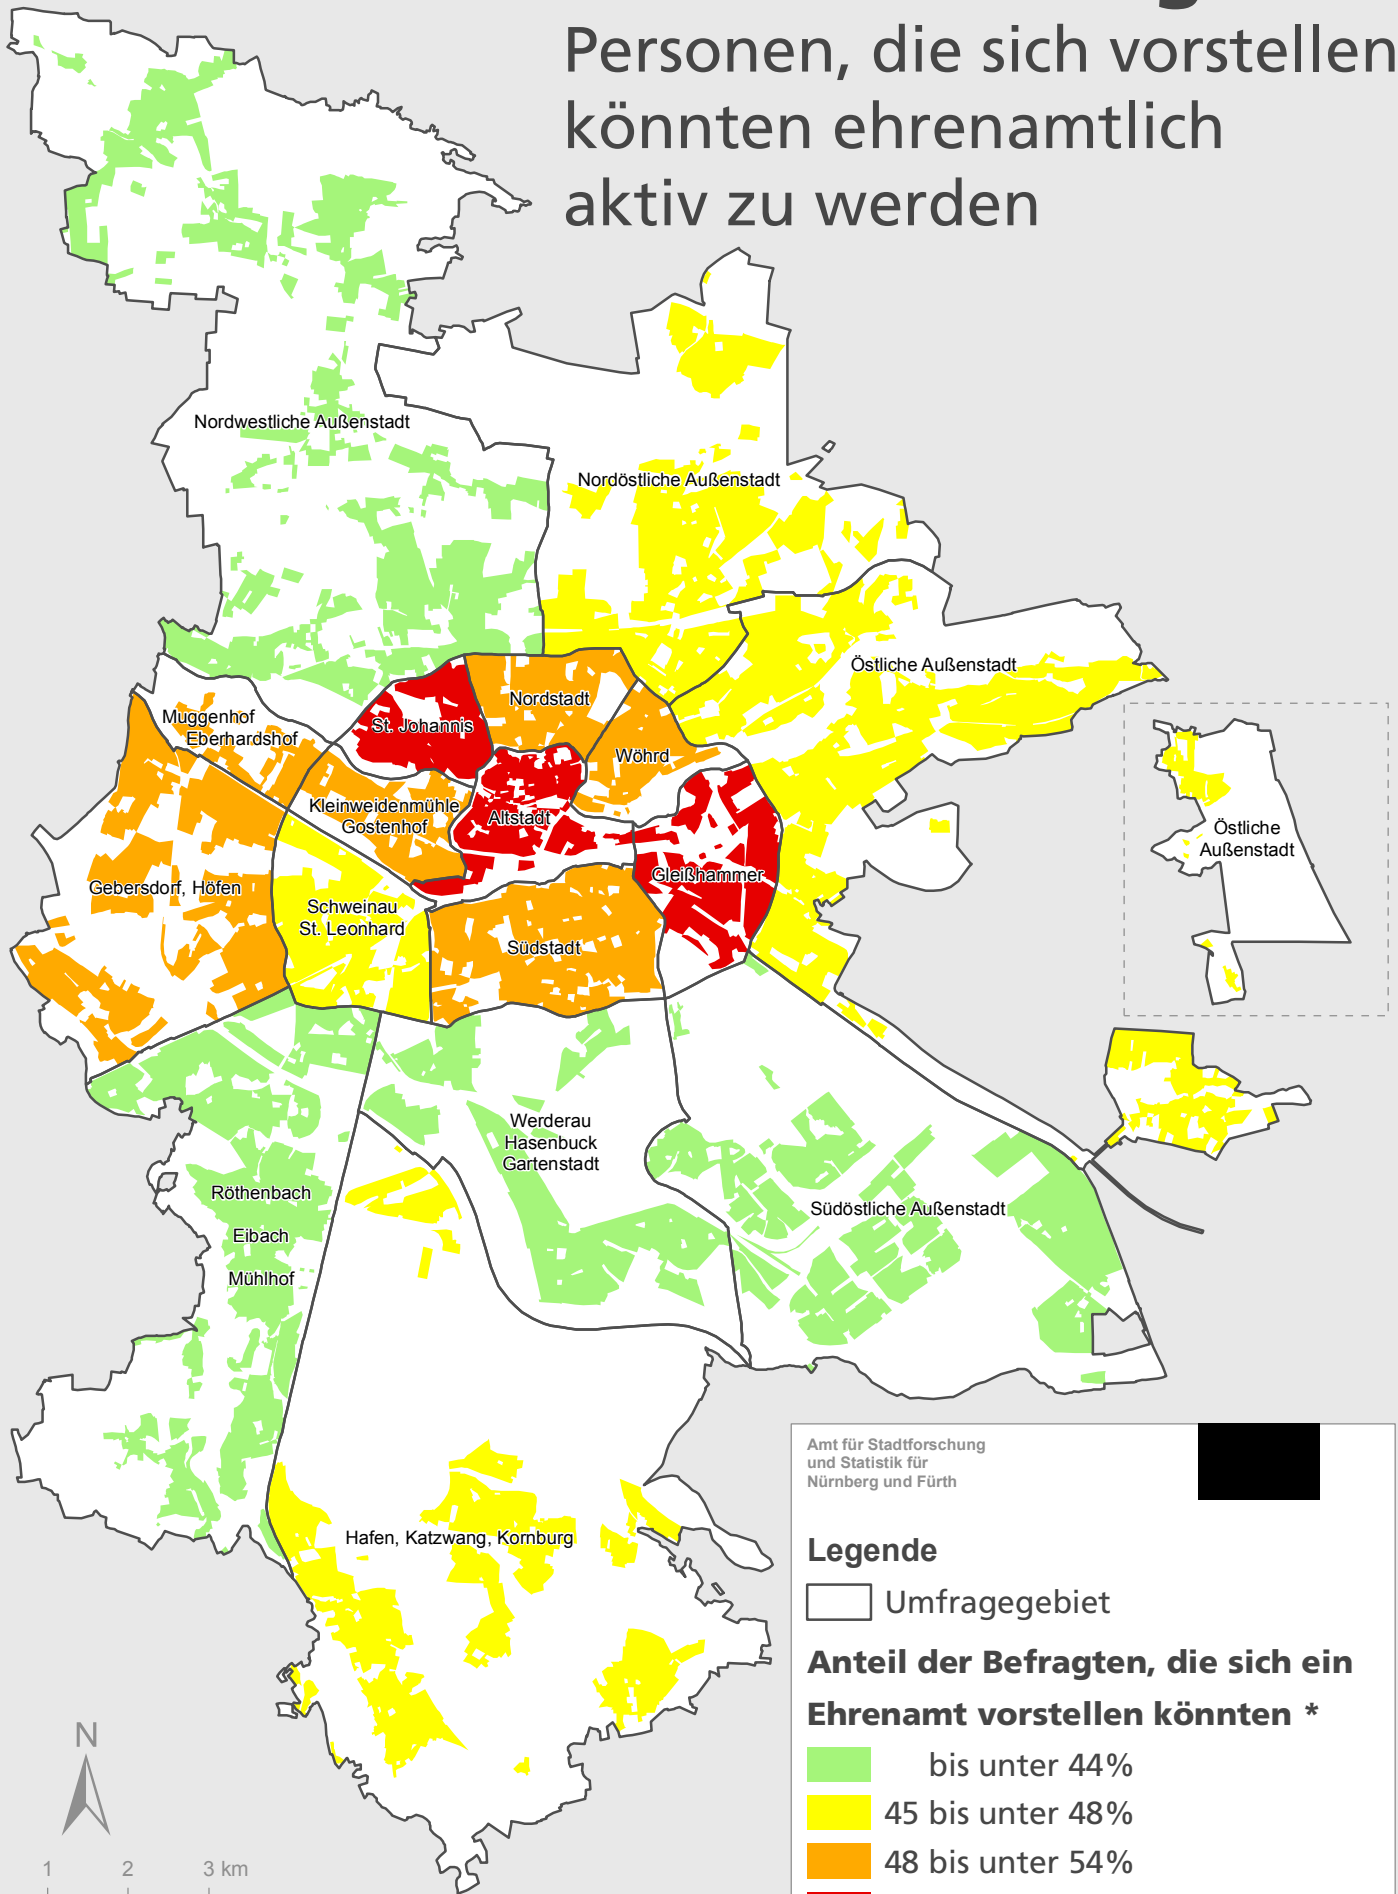 Personen, die sich vorstellen
könnten ehrenamtlich
aktiv zu werden
Nordwestliche Außenstadt
Nordöstliche Außenstadt
Östliche Außenstadt
Nordstadt
Muggenhof
Eberhardshof
St. Johannis
Wöhrd
Kleinweidenmühle
Gostenhof
Altstadt
Östliche
Außenstadt
Gleißhammer
Gebersdorf, Höfen
Schweinau
St. Leonhard
Südstadt
Werderau
Hasenbuck
Gartenstadt
Röthenbach
Eibach
Mühlhof
Südöstliche Außenstadt
Hafen, Katzwang, Kornburg
Amt für Stadtforschung
und Statistik für
Nürnberg und Fürth
Legende
Umfragegebiet
Anteil der Befragten, die sich ein
Ehrenamt vorstellen könnten *
bis unter 44%
45 bis unter 48%
48 bis unter 54%
N
1 2 3 km